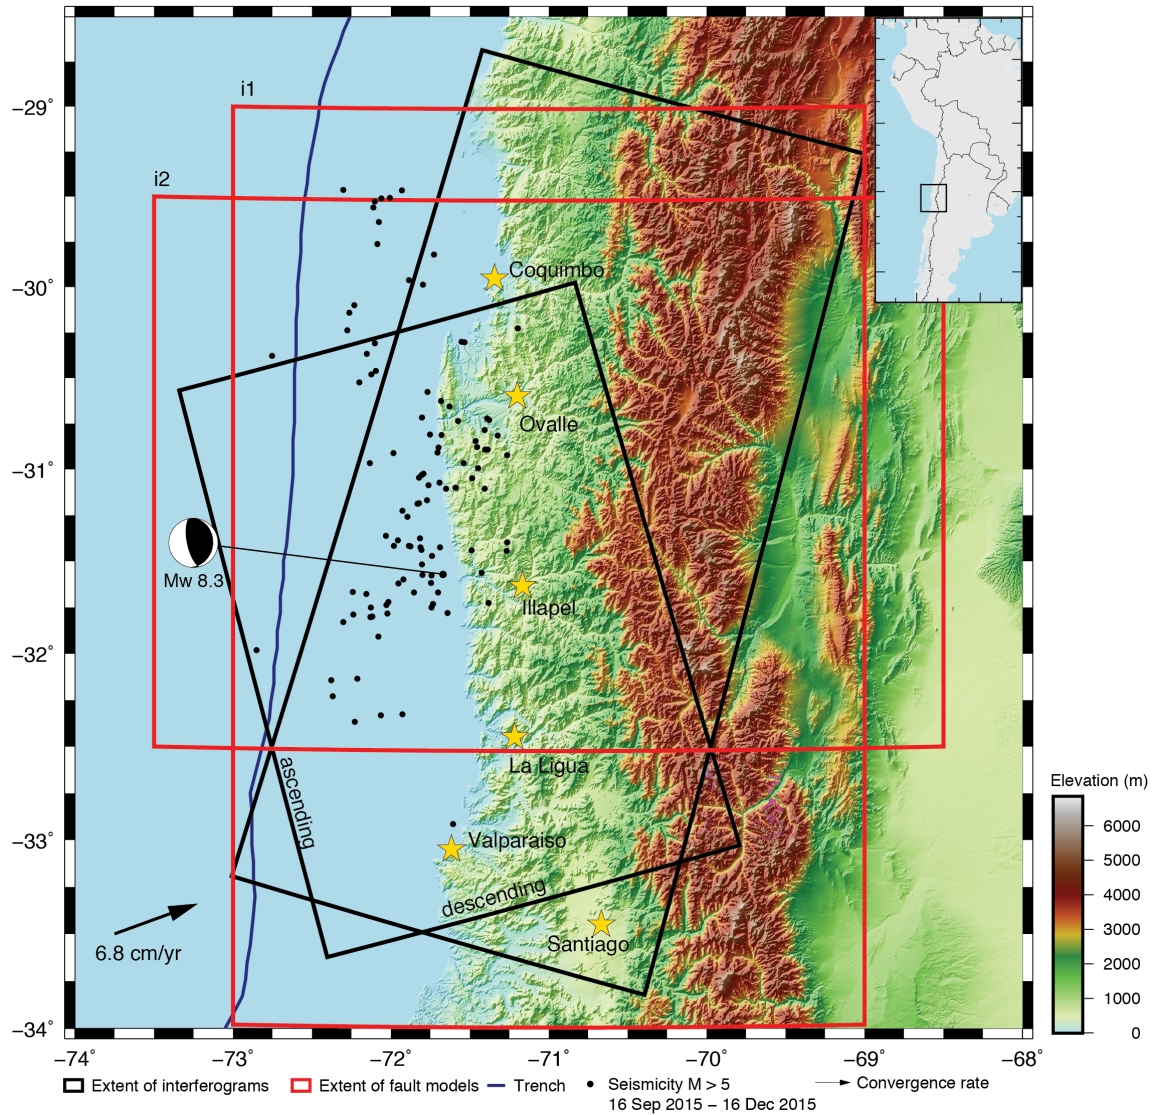 i1
−29°
i2
Coquimbo
−30°
Ovalle
−31°
Mw 8.3
Illapel
−32°
La Ligua
ascending
Elevation (m)
Valparaiso
−33°
6000
5000
descending
4000
Santiago
3000
6.8 cm/yr
2000
1000
−34°
0
−74° −73° −72° −71° −70° −69° −68°
Extent of interferograms Extent of fault models Trench Seismicity M > 5 Convergence rate
16 Sep 2015 − 16 Dec 2015